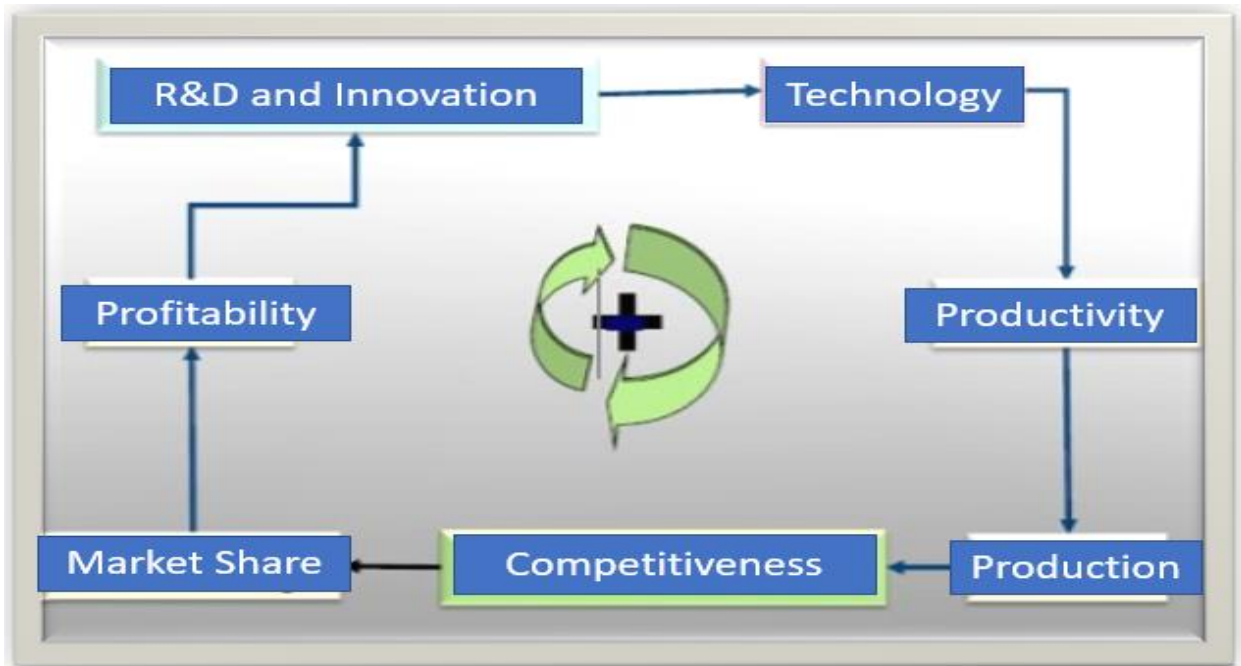 R&D and Innovation
Technology
Profitability
Productivity
Market Share
Competitiveness
Production